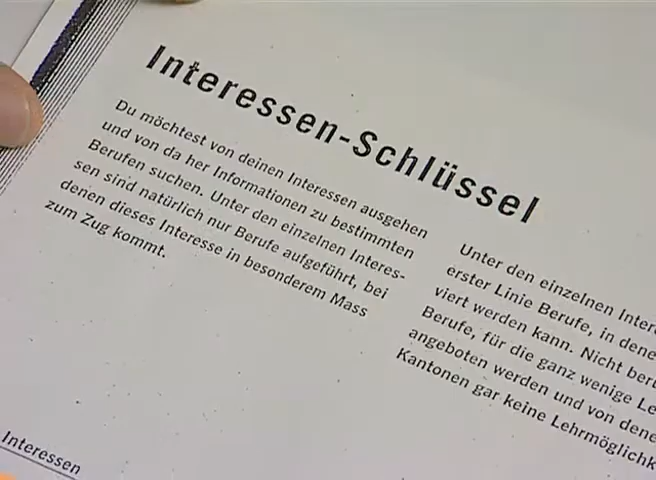 Interessen-Schlüssel
Du möchtest von deinen Interessen ausgehen
und von da her Informationen zu bestimmten
Berufen suchen. Unter den einzelnen Interes-
sen sind natürlich nur Berufe aufgeführt, bei
denen dieses Interesse in besonderem Mass
zum Zug kommt.
Unter den einzelnen
erster Linie Berufe, in
viert werden kann. Nicht
Berufe, für die ganz wenige
angeboten werden und von
Kantonen gar keine
Interessen